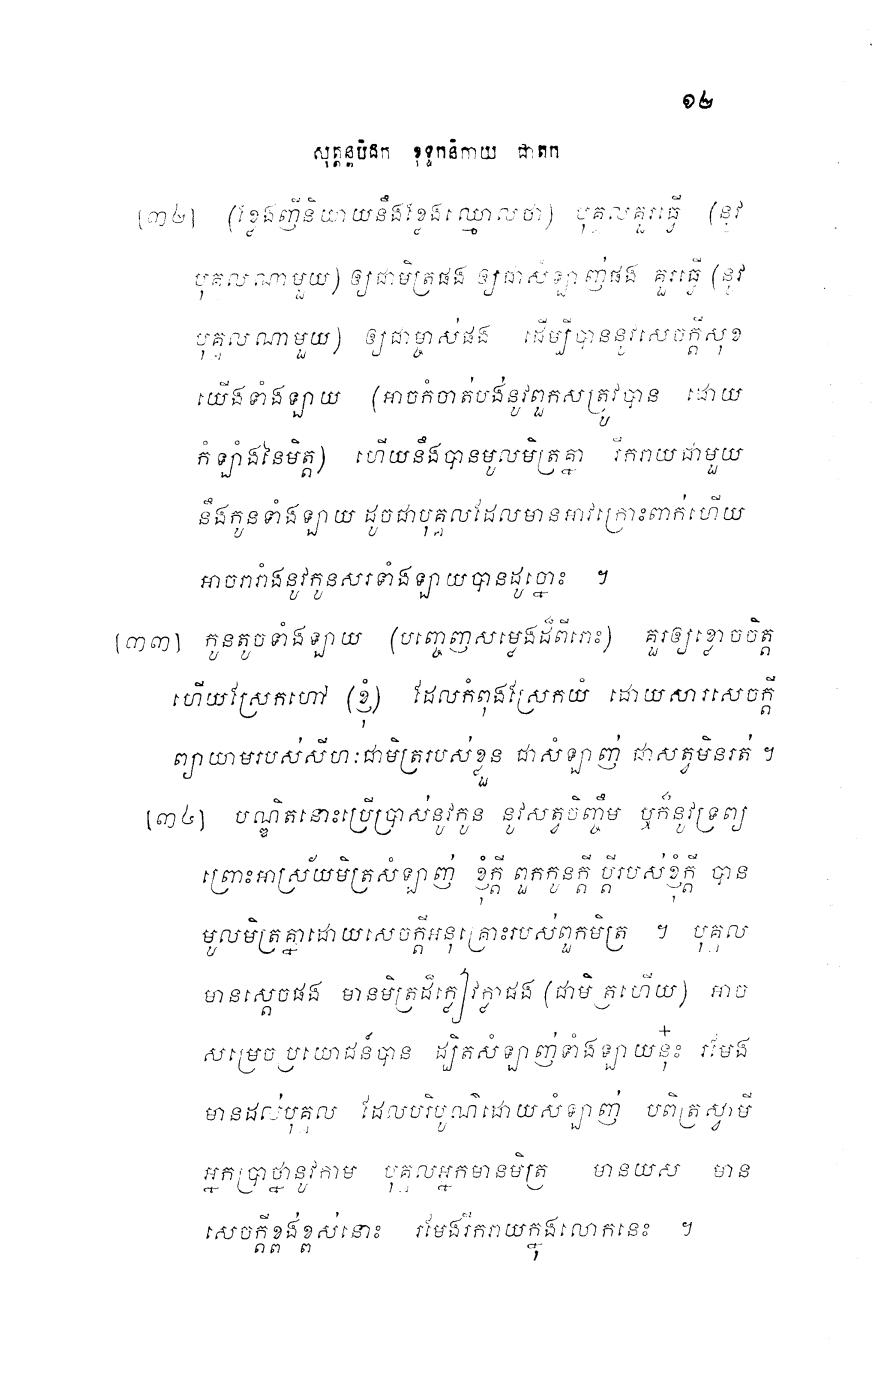 ១២
សុត្តន្តបិដក ខុទ្ទកនិកាយ ជាតក
[៣២] (ខ្លែងញីនិយាយនឹងខ្លែងឈ្មោលថា) បុគ្គលគួរធ្វើ (នូវ
បុគ្គលណាមួយ) ឲ្យជាមិត្រផង ឲ្យជាសំឡាញ់ផង គួរធ្វើ (នូវ
បុគ្គលណាមួយ) ឲ្យជាម្ចាស់ផង ដើម្បីបាននូវសេចក្តីសុខ
យើងទាំងឡាយ (អាចកំចាត់បង់នូវពួកសត្រូវបាន ដោយ
កំឡាំងនៃមិត្ត) ហើយនឹងបានមូលមិត្រគ្នា រីករាយជាមួយ
នឹងកូនទាំងឡាយ ដូចជាបុគ្គលដែលមានអាវក្រោះពាក់ហើយ
អាចរារាំងនូវកូនសរទាំងឡាយបានដូច្នោះ ។
[៣៣] កូនតូចទាំងឡាយ (បញ្ចេញសម្លេងដ៏ពីរោះ) គួរឲ្យខ្លោចចិត្ត
ហើយស្រែកហៅ (ខ្ញុំ) ដែលកំពុងស្រែកយំ ដោយសារសេចក្តី
ព្យាយាមរបស់សីហៈជាមិត្ររបស់ខ្លួន ជាសំឡាញ់ ជាសត្វមិនរត់ ។
[៣៤] បណ្ឌិតនោះប្រើប្រាស់នូវកូន នូវសត្វចិញ្ចឹម ឬក៏នូវទ្រព្យ
ព្រោះអាស្រ័យមិត្រសំឡាញ់ ខ្ញុំក្តី ពួកកូនក្តី ប្តីរបស់ខ្ញុំក្តី បាន
មូលមិត្រគ្នាដោយសេចក្តីអនុគ្រោះរបស់ពួកមិត្រ ។ បុគ្គល
មានស្តេចផង មានមិត្រដ៏ក្លៀវក្លាផង (ជាមិត្រហើយ) អាច
សម្រេចប្រយោជន៍បាន ដ្បិតសំឡាញ់ទាំងឡាយនុ៎ះ រមែង
មានដល់បុគ្គល ដែលបរិបូណ៌ដោយសំឡាញ់ បពិត្រស្វាមី
អ្នកប្រាថ្នានូវកាម បុគ្គលអ្នកមានមិត្រ មានយស មាន
សេចក្តីខ្ពង់ខ្ពស់នោះ រមែងរីករាយក្នុងលោកនេះ ។